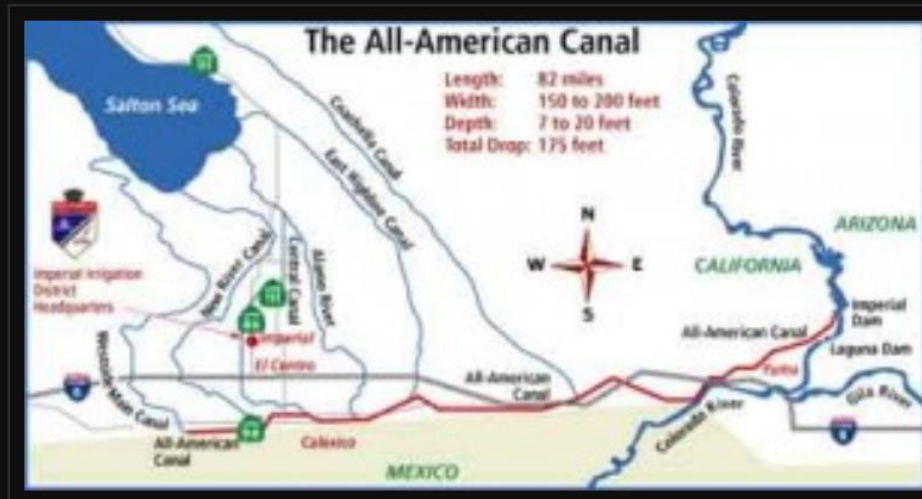 The All-American Canal
Length: 82 miles
Width: 150 to 200 feet
Depth: 7 to 20 feet
Total Drop: 175 feet
Salton Sea
Coachella Canal
East Highline Canal
Colorado River
N
W
E
S
ARIZONA
CALIFORNIA
Imperial Irrigation
District
Headquarters
New River Canal
Central Canal
Alamo River
Imperial
El Centro
Westside Main Canal
All-American
Canal
Calexico
All-American
Canal
All-American Canal
Imperial
Dam
Laguna Dam
Yuma
Gila River
Colorado River
8
8
MEXICO